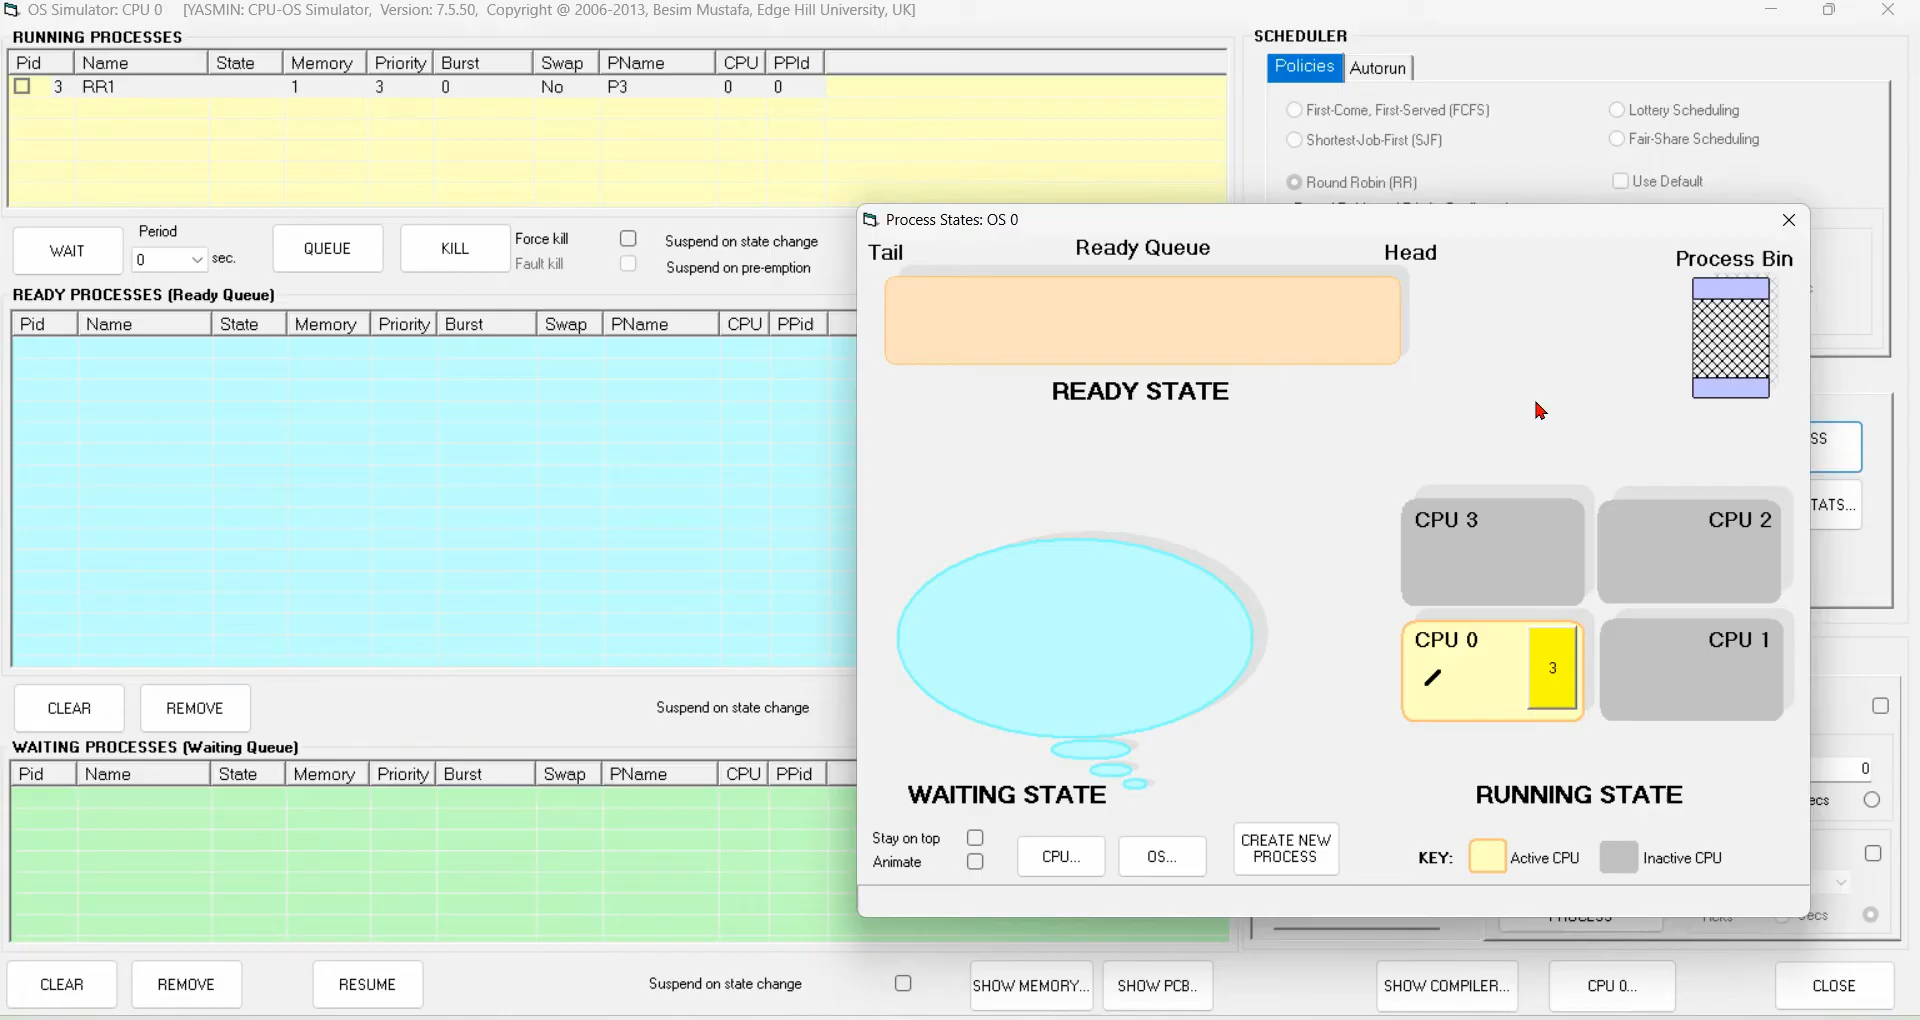 OS Simulator: CPU 0 [YASMIN: CPU-OS Simulator, Version: 7.5.50, Copyright @ 2006-2013, Besim Mustafa, Edge Hill University, UK]
RUNNING PROCESSES
Pid Name State Memory Priority Burst Swap PName CPU PPId
3 RR1 1 3 0 No P3 0 0
SCHEDULER
Policies Autorun
First-Come, First-Served (FCFS) Lottery Scheduling
Shortest-Job-First (SJF) Fair-Share Scheduling
Round Robin (RR) Use Default
WAIT
Period
0 sec.
QUEUE
KILL
Force kill
Fault kill
Suspend on state change
Suspend on pre-emption
READY PROCESSES (Ready Queue)
Pid Name State Memory Priority Burst Swap PName CPU PPid
CLEAR REMOVE Suspend on state change
WAITING PROCESSES (Waiting Queue)
Pid Name State Memory Priority Burst Swap PName CPU PPid
CLEAR REMOVE RESUME Suspend on state change SHOW MEMORY... SHOW PCB.. SHOW COMPILER... CPU 0... CLOSE
Process States: OS 0
Tail Ready Queue Head Process Bin
READY STATE
CPU 3 CPU 2
CPU 0 3 CPU 1
WAITING STATE RUNNING STATE
Stay on top
Animate
CPU... OS...
CREATE NEW
PROCESS
KEY: Active CPU Inactive CPU
SS
TATS...
0
ecs
ecs